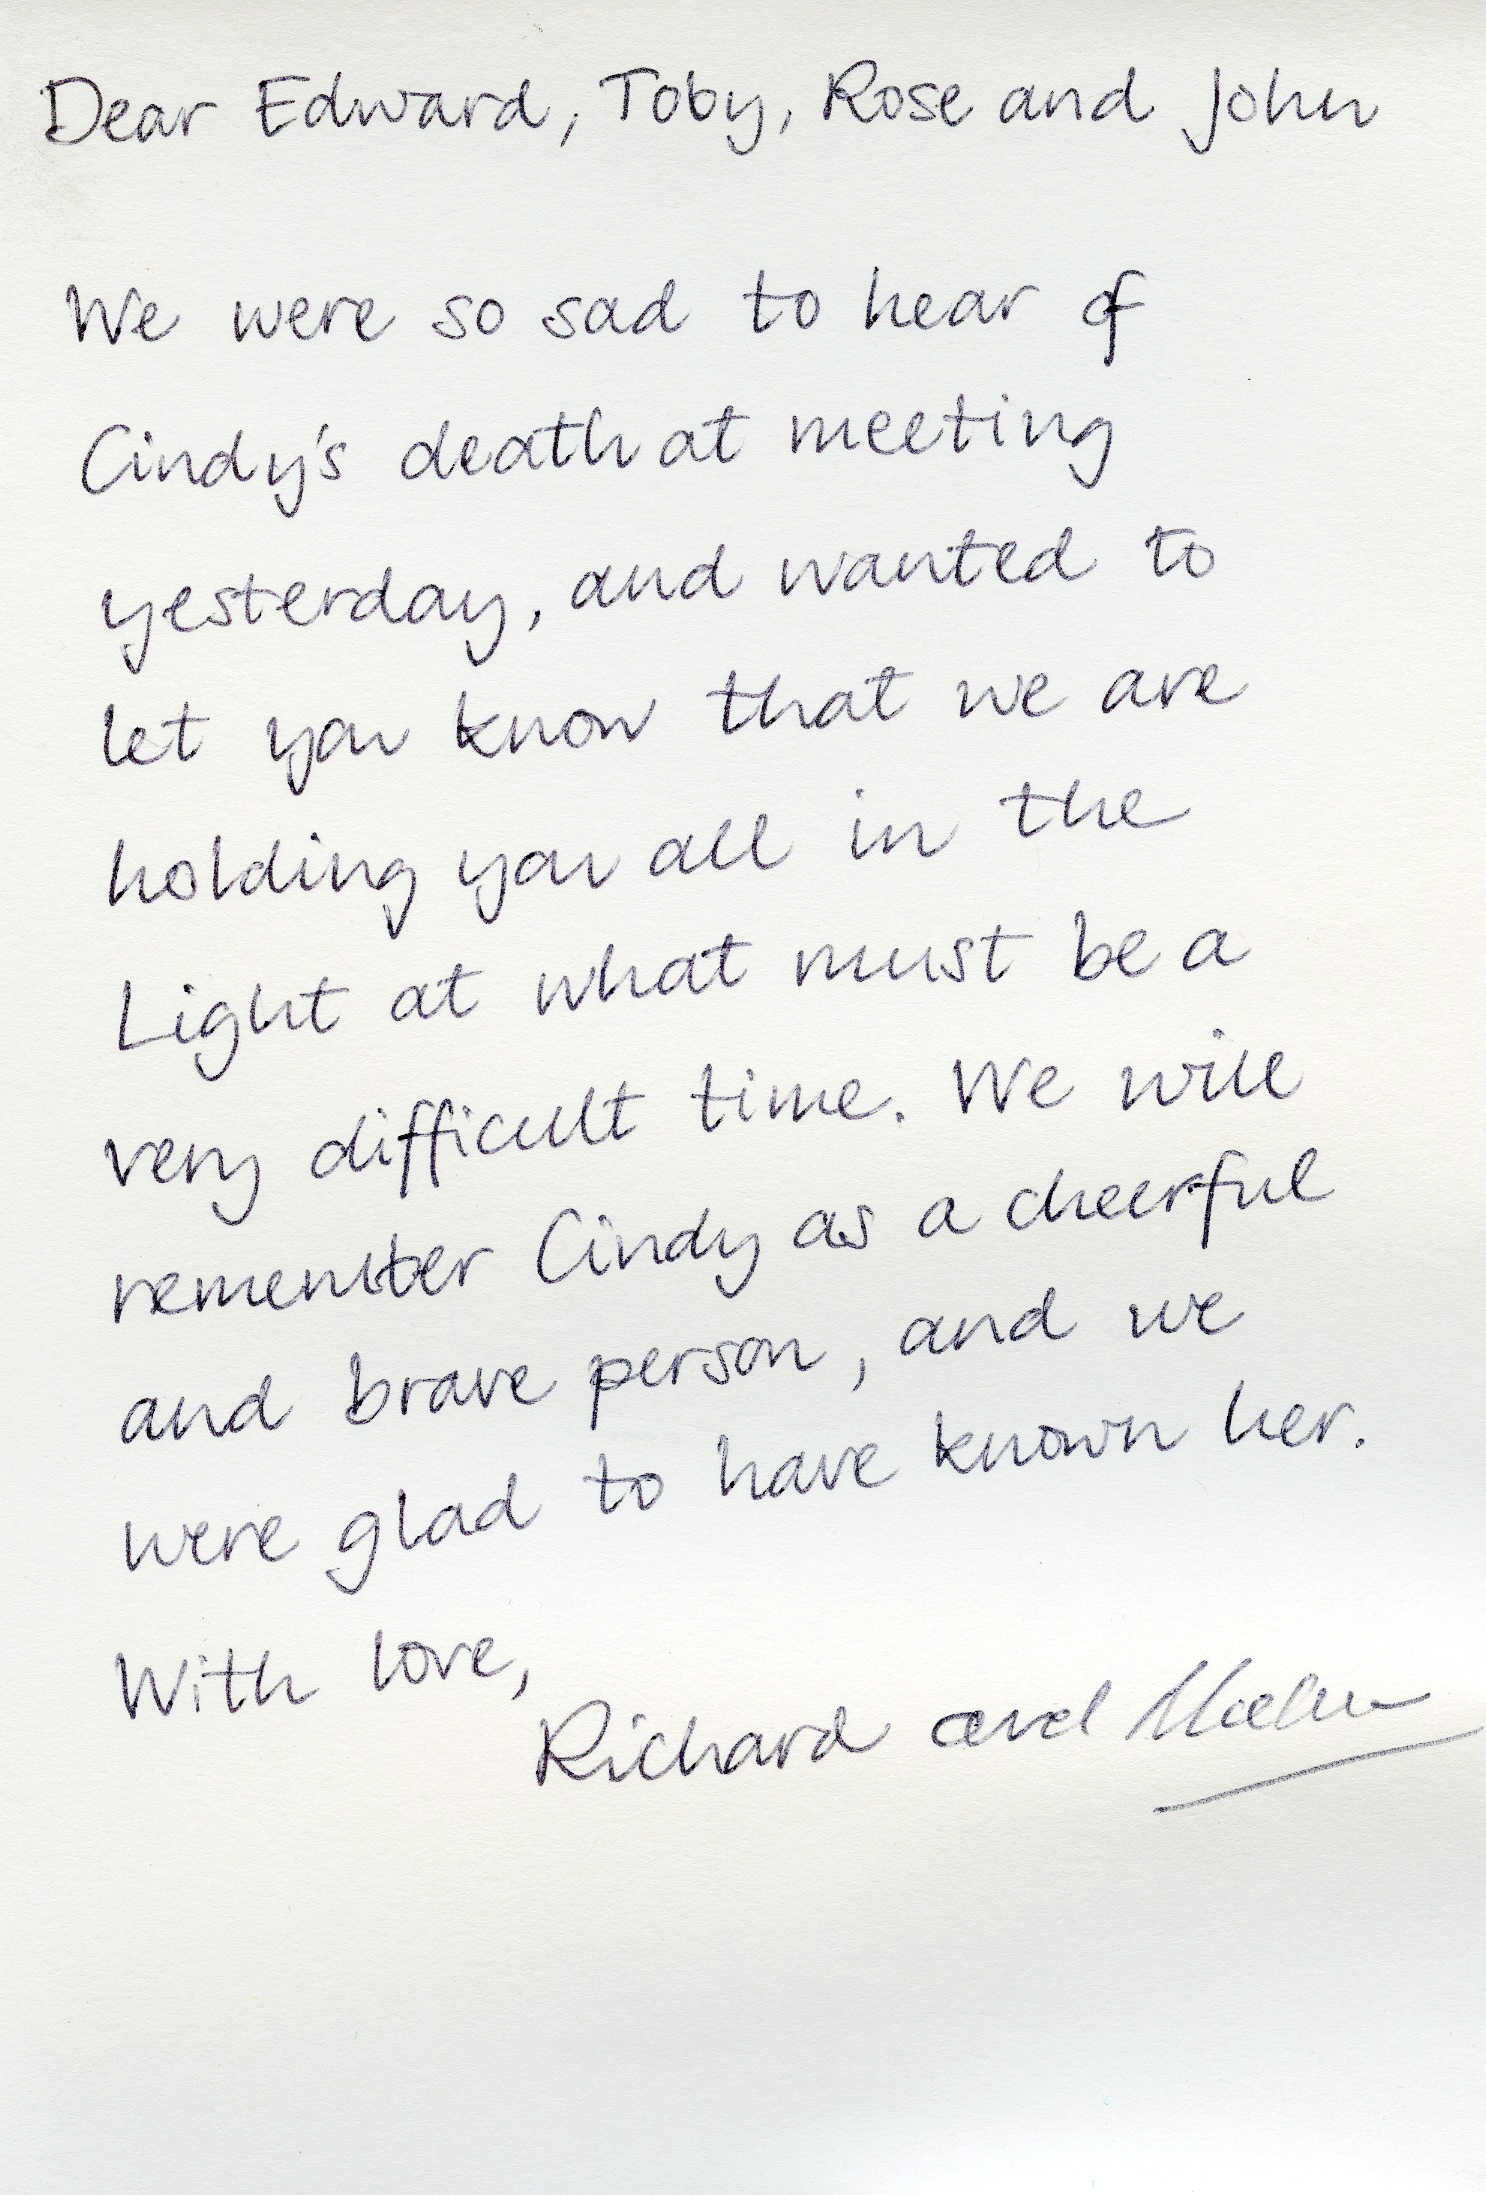 Dear Edward, Toby, Rose and John
We were so sad to hear of
Cindy's death at meeting
yesterday, and wanted to
let you know that we are
holding you all in the
Light at what must be a
very difficult time. We will
remember Cindy as a cheerful
and brave person, and we
were glad to have known her.
With love,
Richard and